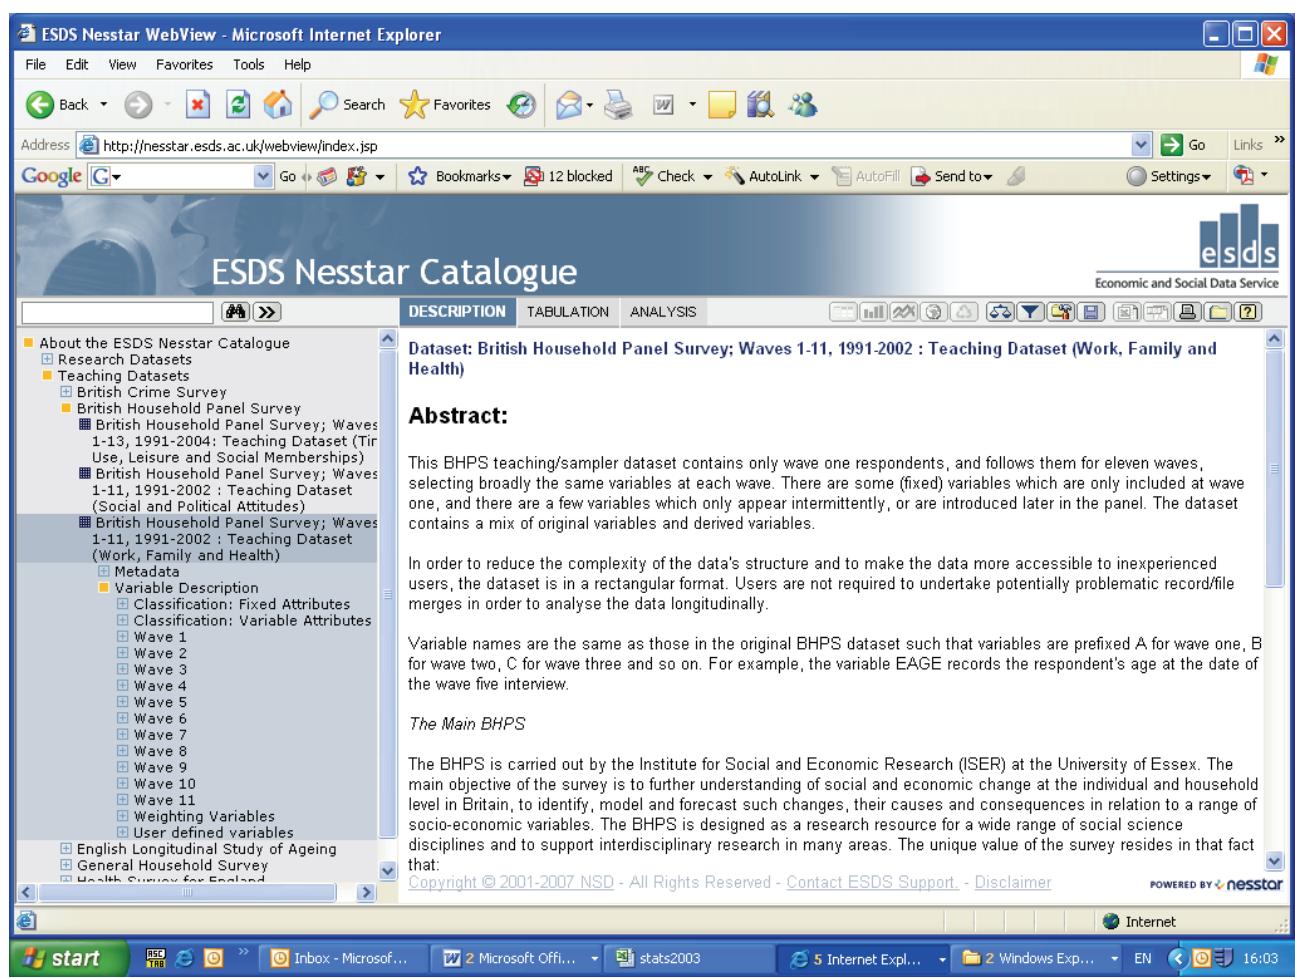 ESDS Nesstar WebView - Microsoft Internet Explorer
File Edit View Favorites Tools Help
Back Search Favorites
Address http://nesstar.esds.ac.uk/webview/index.jsp Go Links »
Google G Go Bookmarks 12 blocked ABC Check AutoLink AutoFill Send to Settings
ESDS Nesstar Catalogue
esds
Economic and Social Data Service
DESCRIPTION TABULATION ANALYSIS
About the ESDS Nesstar Catalogue
Research Datasets
Teaching Datasets
British Crime Survey
British Household Panel Survey
British Household Panel Survey; Waves
1-13, 1991-2004: Teaching Dataset (Tir
Use, Leisure and Social Memberships)
British Household Panel Survey; Waves
1-11, 1991-2002 : Teaching Dataset
(Social and Political Attitudes)
British Household Panel Survey; Waves
1-11, 1991-2002 : Teaching Dataset
(Work, Family and Health)
Metadata
Variable Description
Classification: Fixed Attributes
Classification: Variable Attributes
Wave 1
Wave 2
Wave 3
Wave 4
Wave 5
Wave 6
Wave 7
Wave 8
Wave 9
Wave 10
Wave 11
Weighting Variables
User defined variables
English Longitudinal Study of Ageing
General Household Survey
Health Survey for England
Dataset: British Household Panel Survey; Waves 1-11, 1991-2002 : Teaching Dataset (Work, Family and
Health)
Abstract:
This BHPS teaching/sampler dataset contains only wave one respondents, and follows them for eleven waves,
selecting broadly the same variables at each wave. There are some (fixed) variables which are only included at wave
one, and there are a few variables which only appear intermittently, or are introduced later in the panel. The dataset
contains a mix of original variables and derived variables.
In order to reduce the complexity of the data's structure and to make the data more accessible to inexperienced
users, the dataset is in a rectangular format. Users are not required to undertake potentially problematic record/file
merges in order to analyse the data longitudinally.
Variable names are the same as those in the original BHPS dataset such that variables are prefixed A for wave one, B
for wave two, C for wave three and so on. For example, the variable EAGE records the respondent's age at the date of
the wave five interview.
The Main BHPS
The BHPS is carried out by the Institute for Social and Economic Research (ISER) at the University of Essex. The
main objective of the survey is to further understanding of social and economic change at the individual and household
level in Britain, to identify, model and forecast such changes, their causes and consequences in relation to a range of
socio-economic variables. The BHPS is designed as a research resource for a wide range of social science
disciplines and to support interdisciplinary research in many areas. The unique value of the survey resides in that fact
that:
Copyright © 2001-2007 NSD - All Rights Reserved - Contact ESDS Support. - Disclaimer
POWERED BY nesstar
Internet
start ASC TAB » Inbox - Microsof... 2 Microsoft Offi... stats2003 5 Internet Expl... 2 Windows Exp... EN 16:03